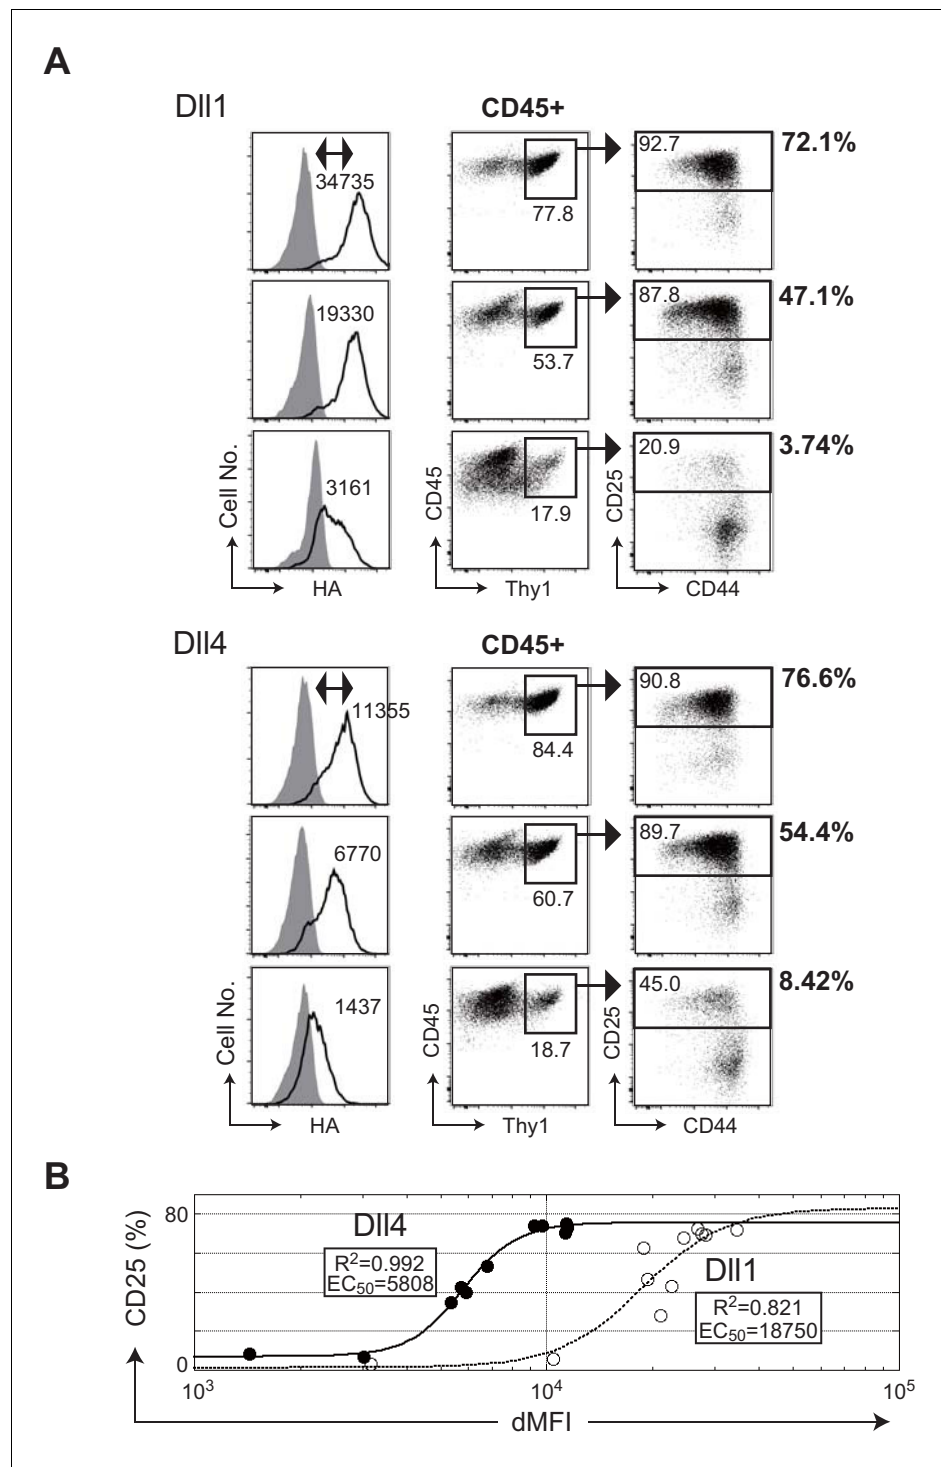 A
Dll1
CD45+
34735
77.8
92.7
72.1%
19330
53.7
87.8
47.1%
3161
17.9
20.9
3.74%
Cell No.
HA
CD45
Thy1
CD25
CD44
Dll4
CD45+
11355
84.4
90.8
76.6%
6770
60.7
89.7
54.4%
1437
18.7
45.0
8.42%
Cell No.
HA
CD45
Thy1
CD25
CD44
B
CD25 (%)
80
0
Dll4
R²=0.992
EC₅₀=5808
Dll1
R²=0.821
EC₅₀=18750
10³
10⁴
10⁵
dMFI